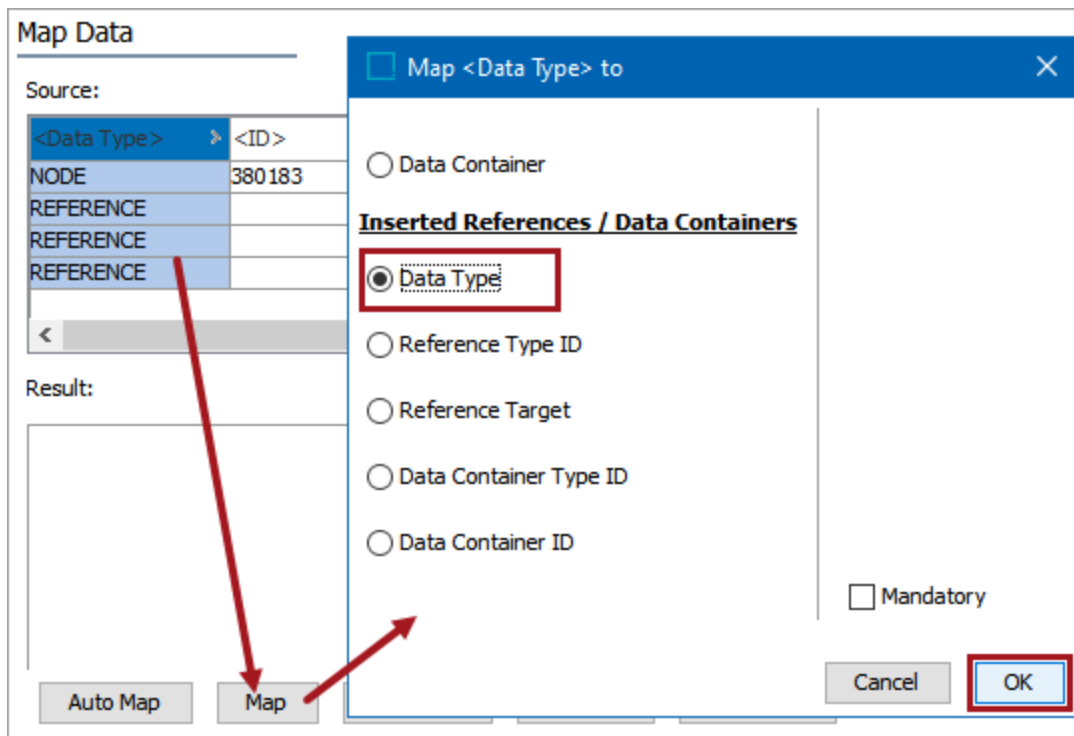 Map Data
Source:
<Data Type> <ID>
NODE 380183
REFERENCE
REFERENCE
REFERENCE
Result:
Auto Map Map
Map <Data Type> to
Data Container
Inserted References / Data Containers
Data Type
Reference Type ID
Reference Target
Data Container Type ID
Data Container ID
Mandatory
Cancel OK